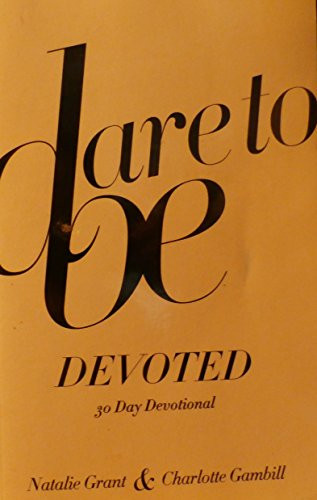 dare to
be
DEVOTED
30 Day Devotional
Natalie Grant & Charlotte Gambill